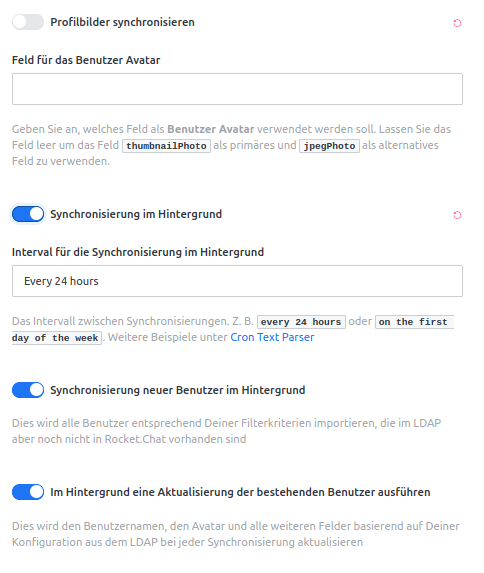 Profilbilder synchronisieren
Feld für das Benutzer Avatar
Geben Sie an, welches Feld als Benutzer Avatar verwendet werden soll. Lassen Sie das
Feld leer um das Feld thumbnailPhoto als primäres und jpegPhoto als alternatives
Feld zu verwenden.
Synchronisierung im Hintergrund
Interval für die Synchronisierung im Hintergrund
Every 24 hours
Das Intervall zwischen Synchronisierungen. Z. B. every 24 hours oder on the first
day of the week. Weitere Beispiele unter Cron Text Parser
Synchronisierung neuer Benutzer im Hintergrund
Dies wird alle Benutzer entsprechend Deiner Filterkriterien importieren, die im LDAP
aber noch nicht in Rocket.Chat vorhanden sind
Im Hintergrund eine Aktualisierung der bestehenden Benutzer ausführen
Dies wird den Benutzernamen, den Avatar und alle weiteren Felder basierend auf Deiner
Konfiguration aus dem LDAP bei jeder Synchronisierung aktualisieren